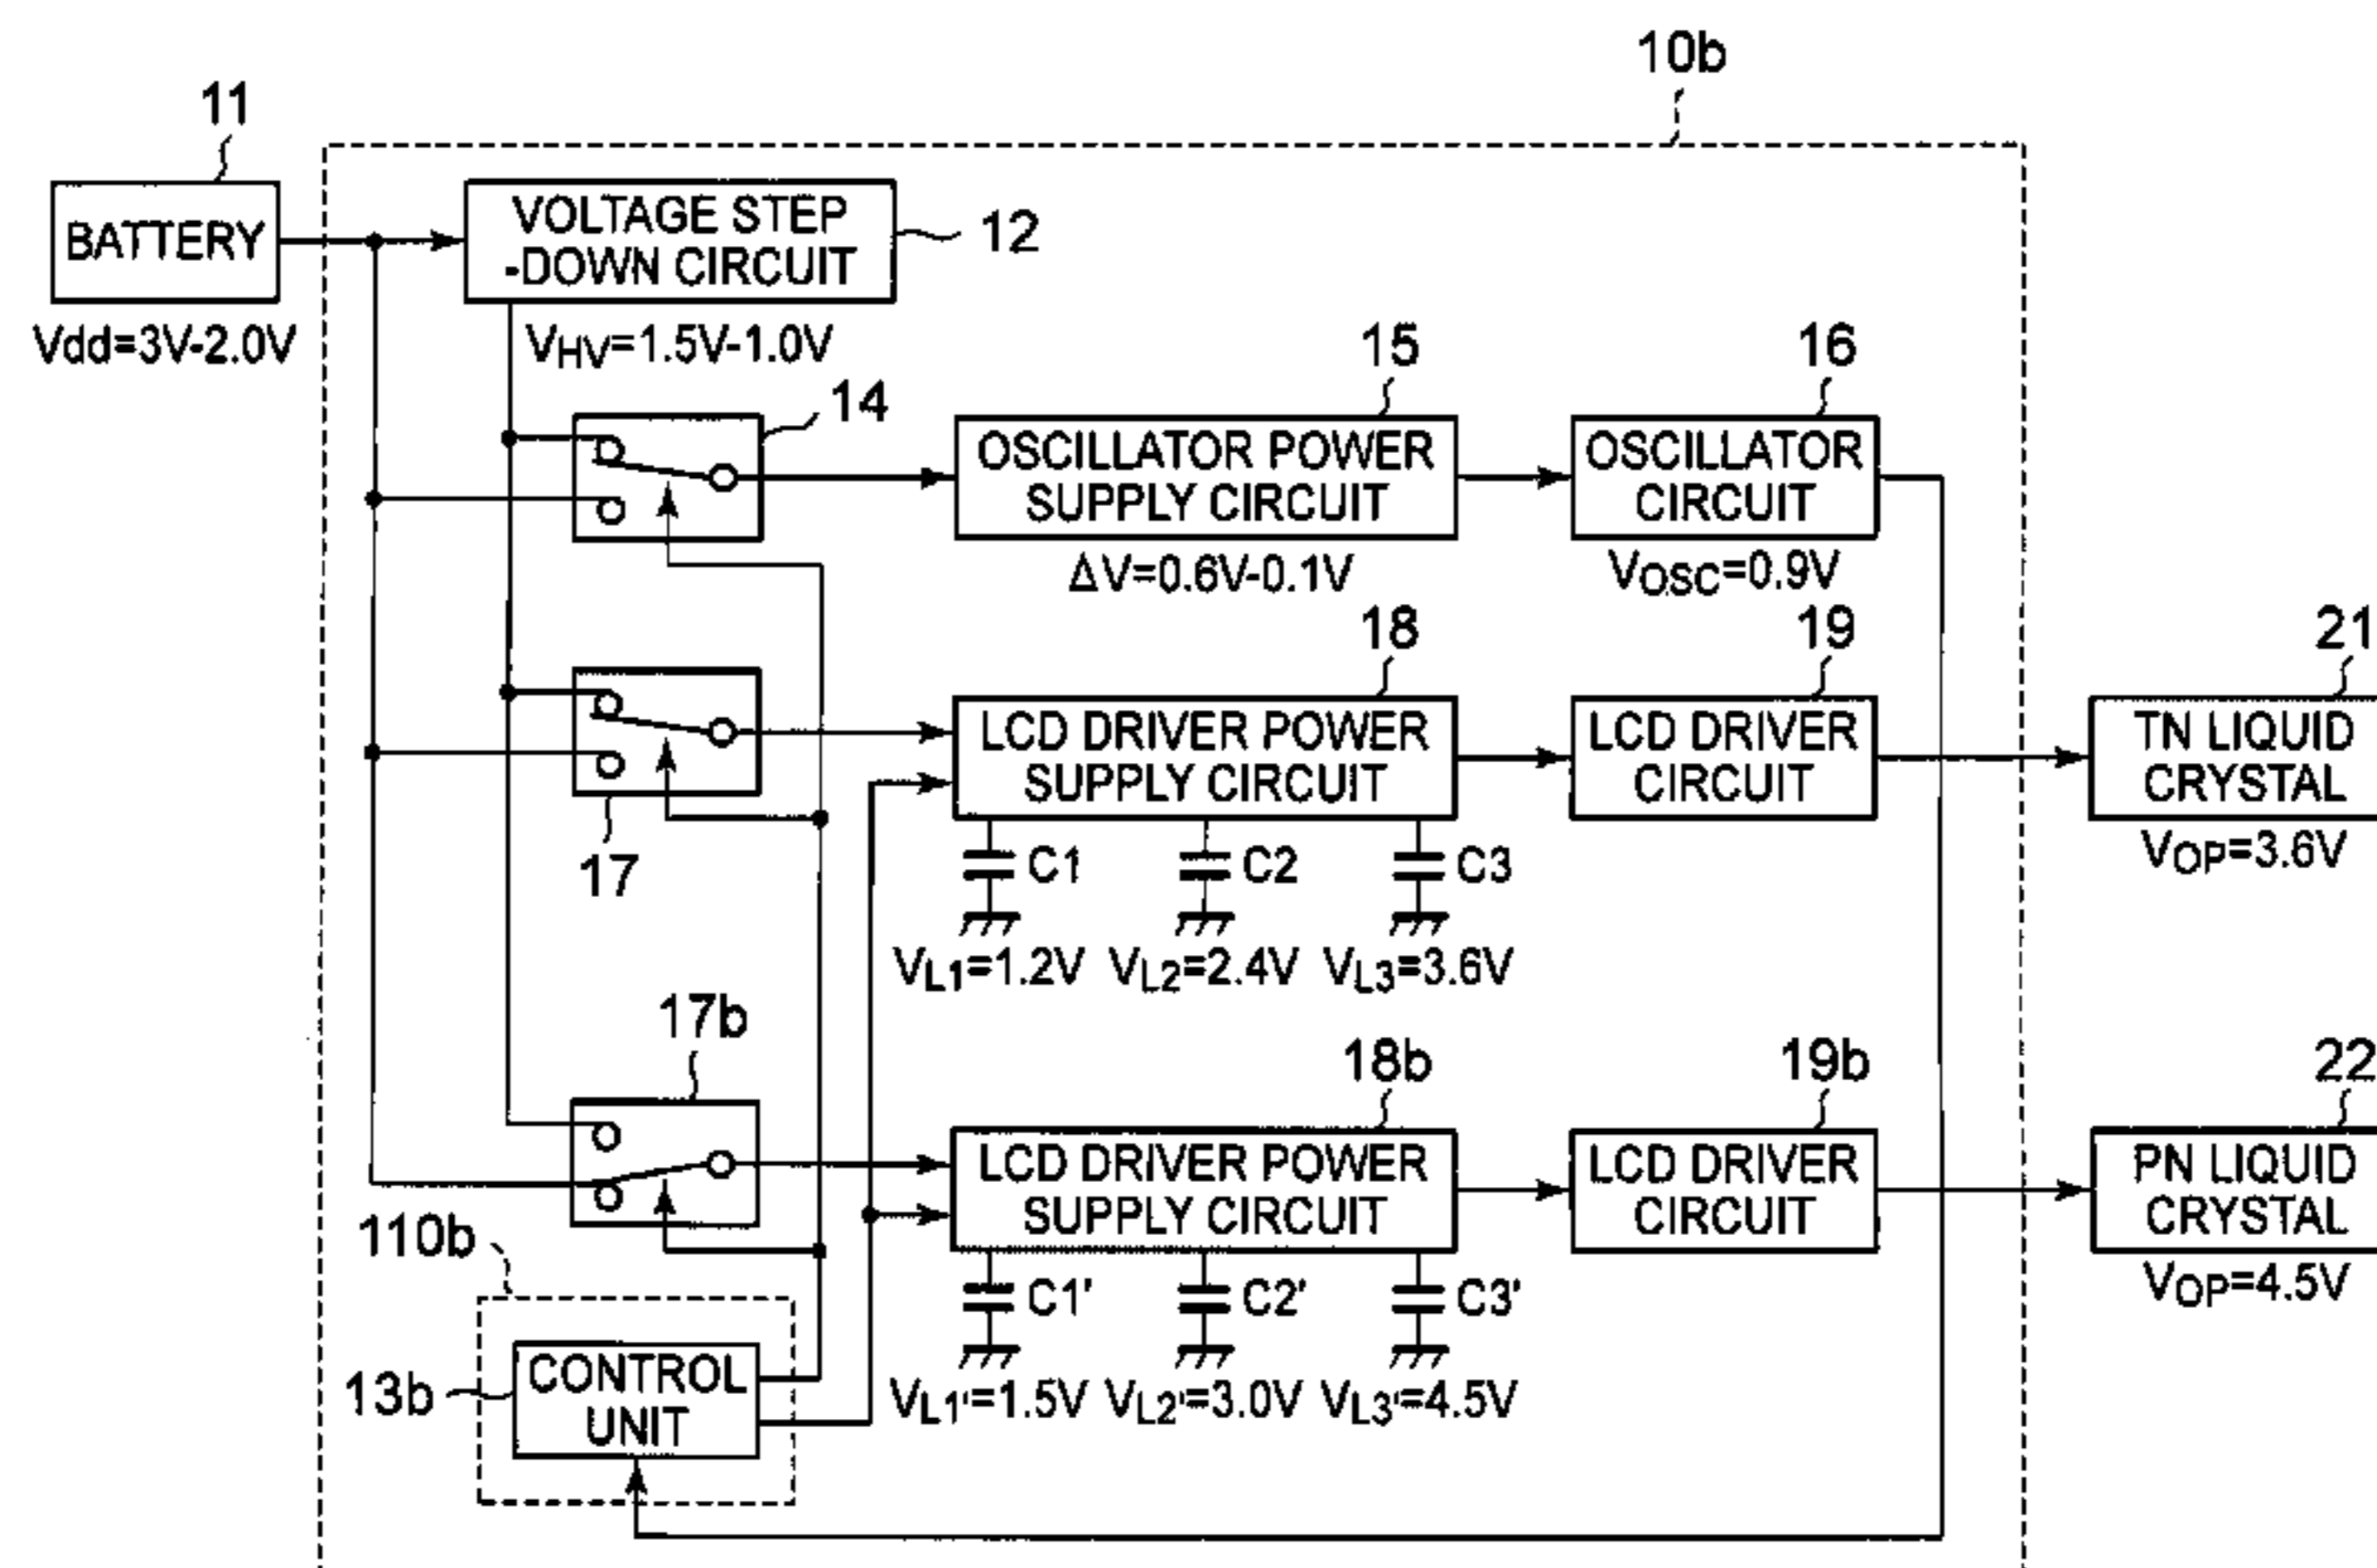 10b
11
BATTERY
Vdd=3V-2.0V
VOLTAGE STEP
-DOWN CIRCUIT
12
VHV=1.5V-1.0V
14
15
OSCILLATOR POWER
SUPPLY CIRCUIT
ΔV=0.6V-0.1V
16
OSCILLATOR
CIRCUIT
VOSC=0.9V
17
18
LCD DRIVER POWER
SUPPLY CIRCUIT
C1
C2
C3
VL1=1.2V
VL2=2.4V
VL3=3.6V
19
LCD DRIVER
CIRCUIT
21
TN LIQUID
CRYSTAL
VOP=3.6V
17b
18b
LCD DRIVER POWER
SUPPLY CIRCUIT
C1'
C2'
C3'
VL1'=1.5V
VL2'=3.0V
VL3'=4.5V
19b
LCD DRIVER
CIRCUIT
22
PN LIQUID
CRYSTAL
VOP=4.5V
110b
13b
CONTROL
UNIT